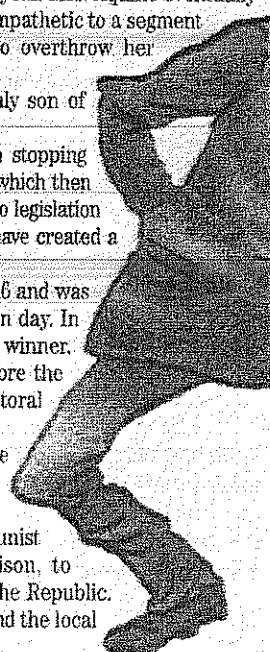 mpathetic to a segment
o overthrow her
ly son of
stopping
which then
o legislation
ave created a
6 and was
n day. In
winner,
ore the
toral
e
unist
ison, to
he Republic.
nd the local